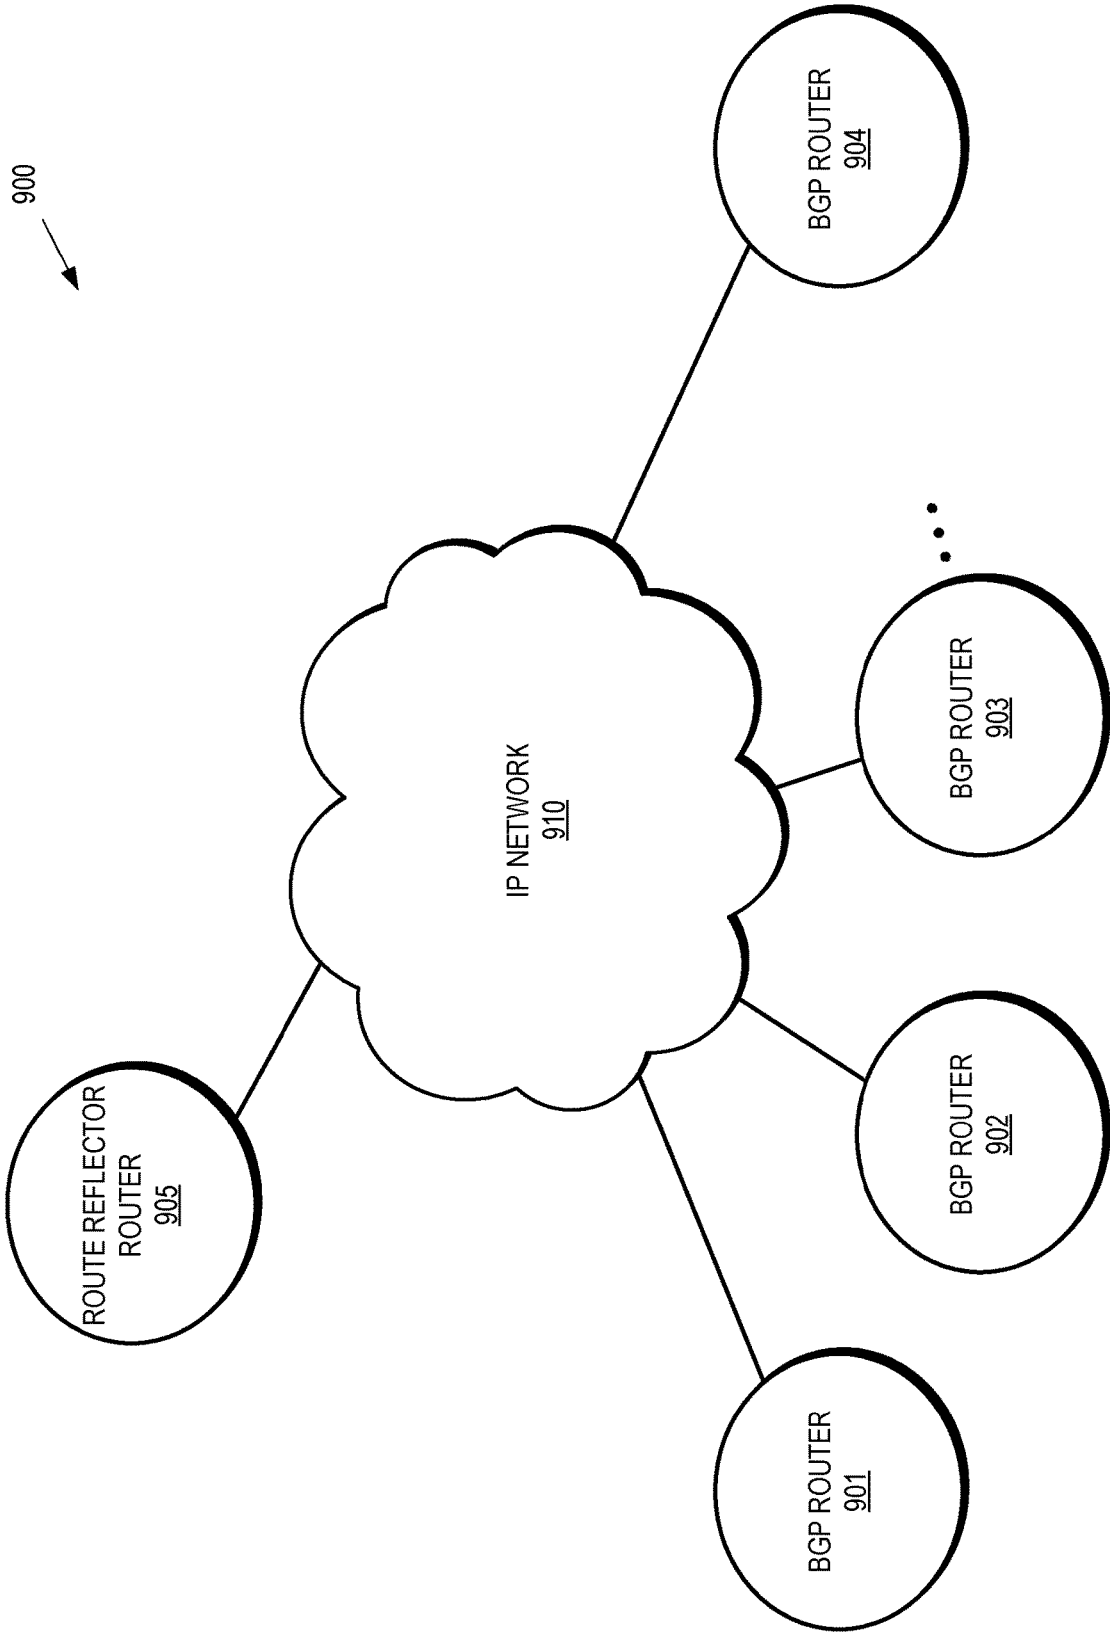 900
ROUTE REFLECTOR
ROUTER
905
IP NETWORK
910
BGP ROUTER
901
BGP ROUTER
902
BGP ROUTER
903
BGP ROUTER
904